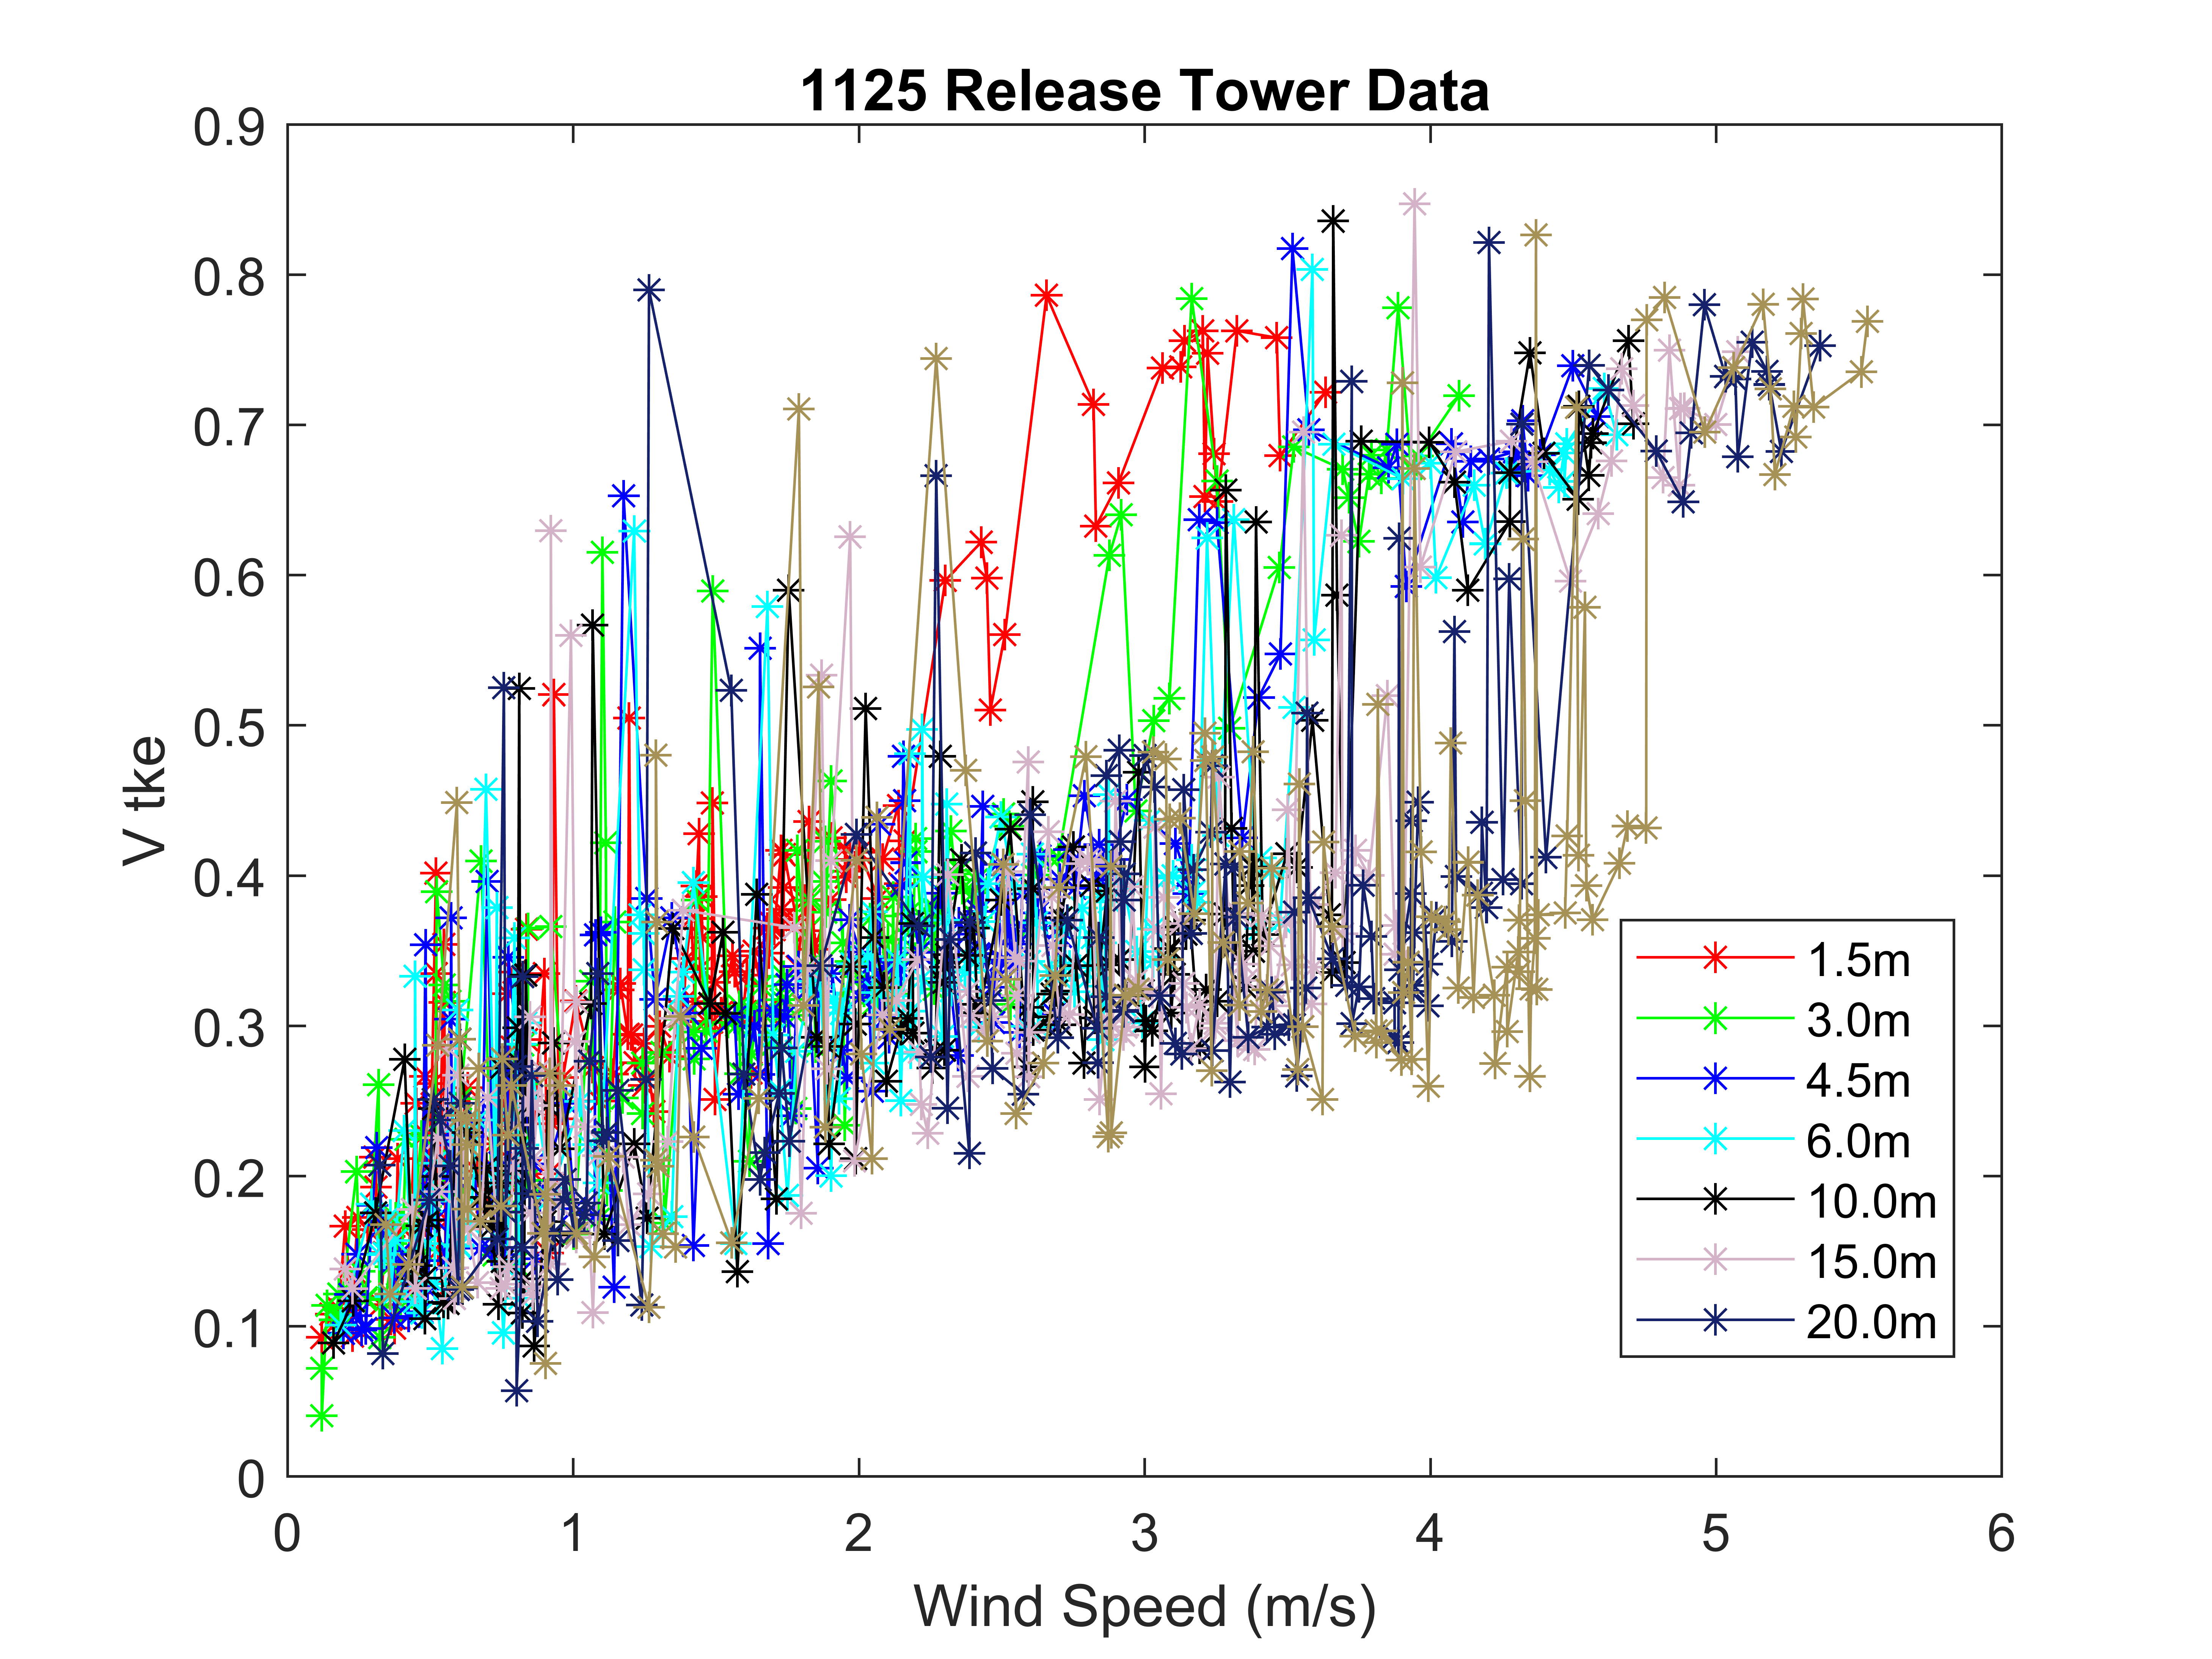 1125 Release Tower Data
0.9
0.8
0.7
0.6
0.5
0.4
0.3
0.2
0.1
0
V tke
1.5m
3.0m
4.5m
6.0m
10.0m
15.0m
20.0m
0 1 2 3 4 5 6
Wind Speed (m/s)